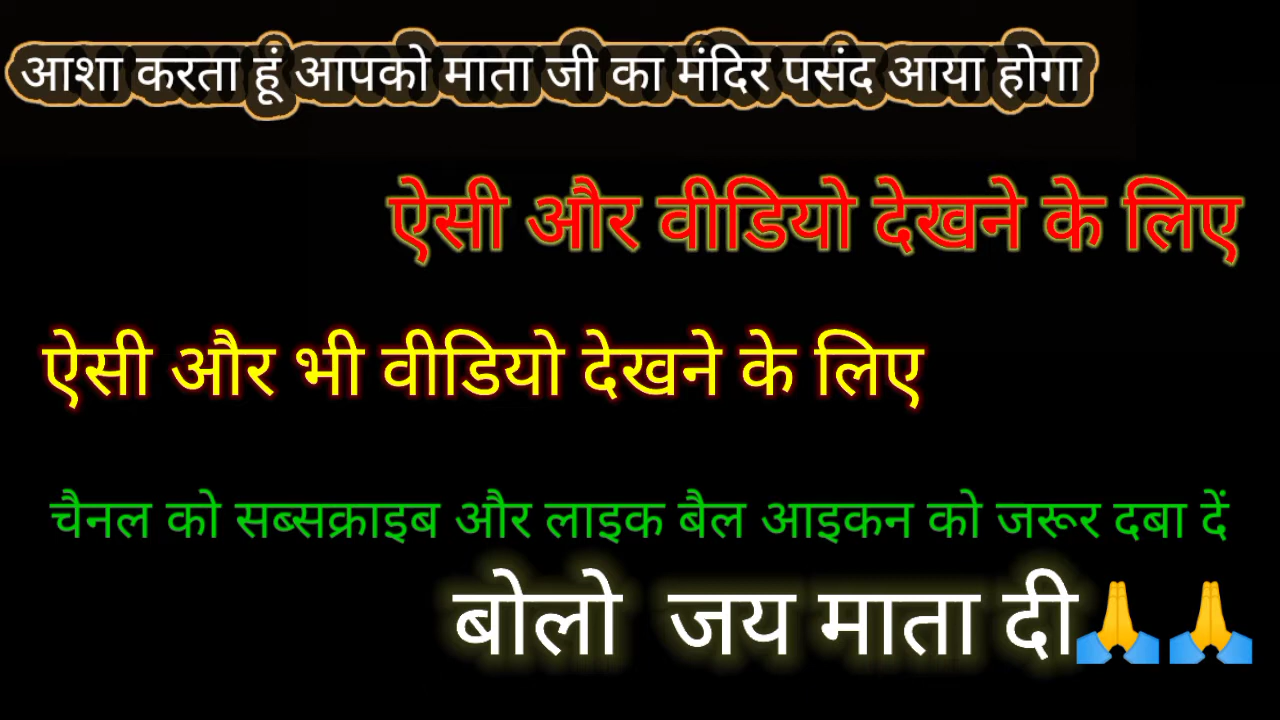 आशा करता हूं आपको माता जी का मंदिर पसंद आया होगा
ऐसी और वीडियो देखने के लिए
ऐसी और भी वीडियो देखने के लिए
चैनल को सब्सक्राइब और लाइक बैल आइकन को जरूर दबा दें
बोलो जय माता दी🙏🙏